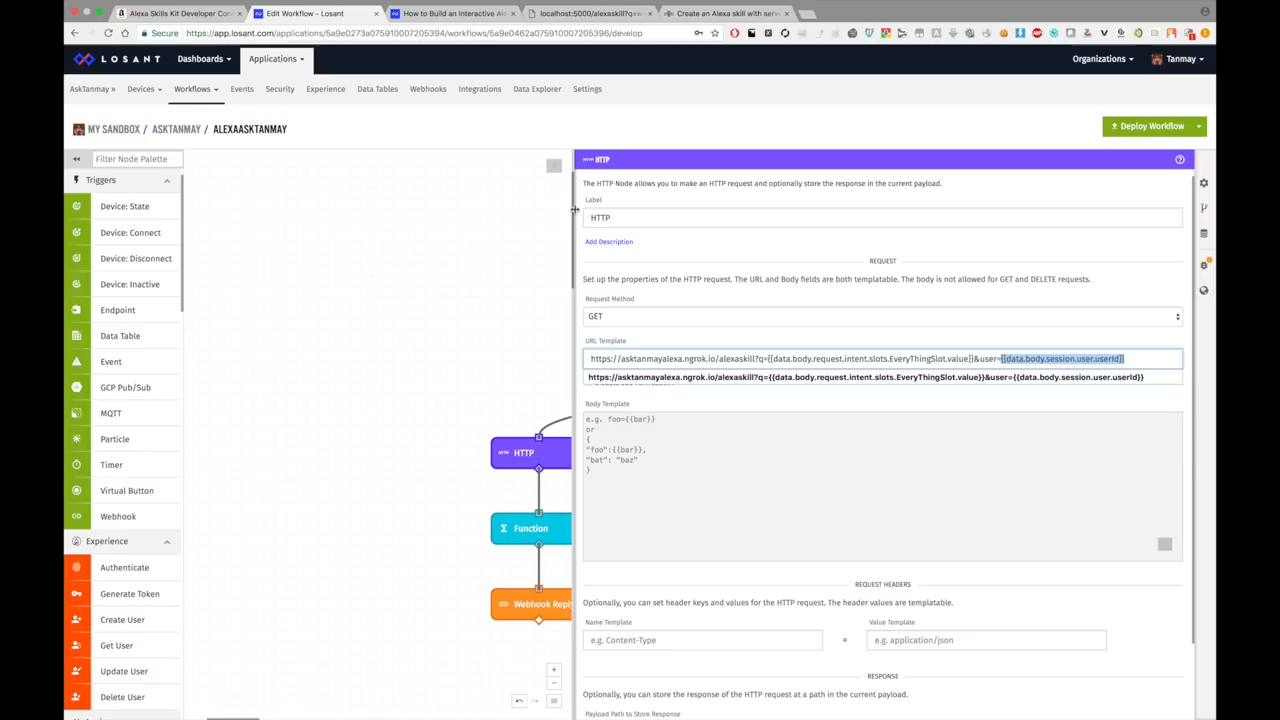 Alexa Skills Kit Developer Con
Edit Workflow - Losant
How to Build an Interactive Al
localhost:5000/alexaskill?q=w
Create an Alexa skill with serv
https://app.losant.com/applications/5a9e0273a075910007205394/workflows/5a9e0462a075910007205396/develop
LOSANT
Dashboards
Applications
Organizations
Tanmay
AskTanmay »
Devices
Workflows
Events
Security
Experience
Data Tables
Webhooks
Integrations
Data Explorer
Settings
MY SANDBOX / ASKTANMAY / ALEXAASKTANMAY
Deploy Workflow
Filter Node Palette
Triggers
Device: State
Device: Connect
Device: Disconnect
Device: Inactive
Endpoint
Data Table
Event
GCP Pub/Sub
MQTT
Particle
Timer
Virtual Button
Webhook
Experience
Authenticate
Generate Token
Create User
Get User
Update User
Delete User
HTTP HTTP
Function
Webhook Reply
HTTP HTTP
The HTTP Node allows you to make an HTTP request and optionally store the response in the current payload.
Label
HTTP
Add Description
REQUEST
Set up the properties of the HTTP request. The URL and Body fields are both templatable. The body is not allowed for GET and DELETE requests.
Request Method
GET
URL Template
https://asktanmayalexa.ngrok.io/alexaskill?q={{data.body.request.intent.slots.EveryThingSlot.value}}&user={{data.body.session.user.userId}}
https://asktanmayalexa.ngrok.io/alexaskill?q={{data.body.request.intent.slots.EveryThingSlot.value}}&user={{data.body.session.user.userId}}
Body Template
e.g. foo={{bar}}
or
{
"foo":{{bar}},
"bat": "baz"
}
REQUEST HEADERS
Optionally, you can set header keys and values for the HTTP request. The header values are templatable.
Name Template
Value Template
e.g. Content-Type
=
e.g. application/json
RESPONSE
Optionally, you can store the response of the HTTP request at a path in the current payload.
Payload Path to Store Response